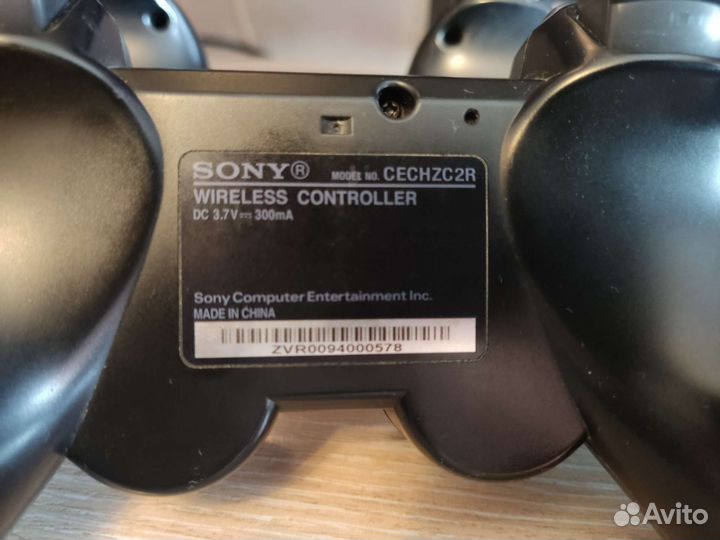 SONY® MODEL NO. CECHZC2R
WIRELESS CONTROLLER
DC 3.7V⎓300mA
Sony Computer Entertainment Inc.
MADE IN CHINA
ZVR0094000578
Avito